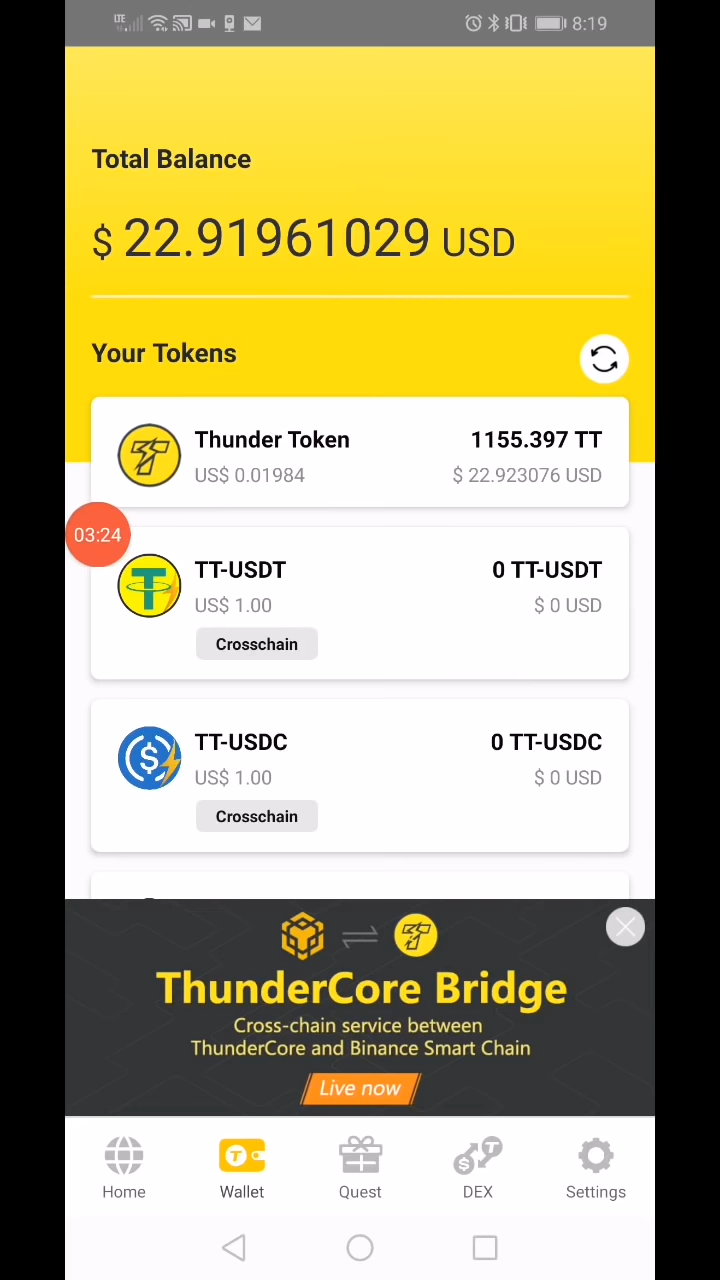 LTE 8:19
Total Balance
$ 22.91961029 USD
Your Tokens
Thunder Token 1155.397 TT
US$ 0.01984 $ 22.923076 USD
03:24
TT-USDT 0 TT-USDT
US$ 1.00 $ 0 USD
Crosschain
TT-USDC 0 TT-USDC
US$ 1.00 $ 0 USD
Crosschain
ThunderCore Bridge
Cross-chain service between
ThunderCore and Binance Smart Chain
Live now
Home Wallet Quest DEX Settings